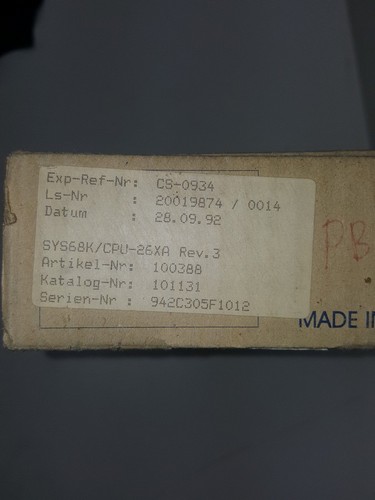 Exp-Ref-Nr: CS-0934
Ls-Nr : 20019874 / 0014
Datum : 28.09.92
SYS68K/CPU-26XA Rev.3
Artikel-Nr: 100388
Katalog-Nr: 101131
Serien-Nr : 942C305F1012
PB
MADE IN